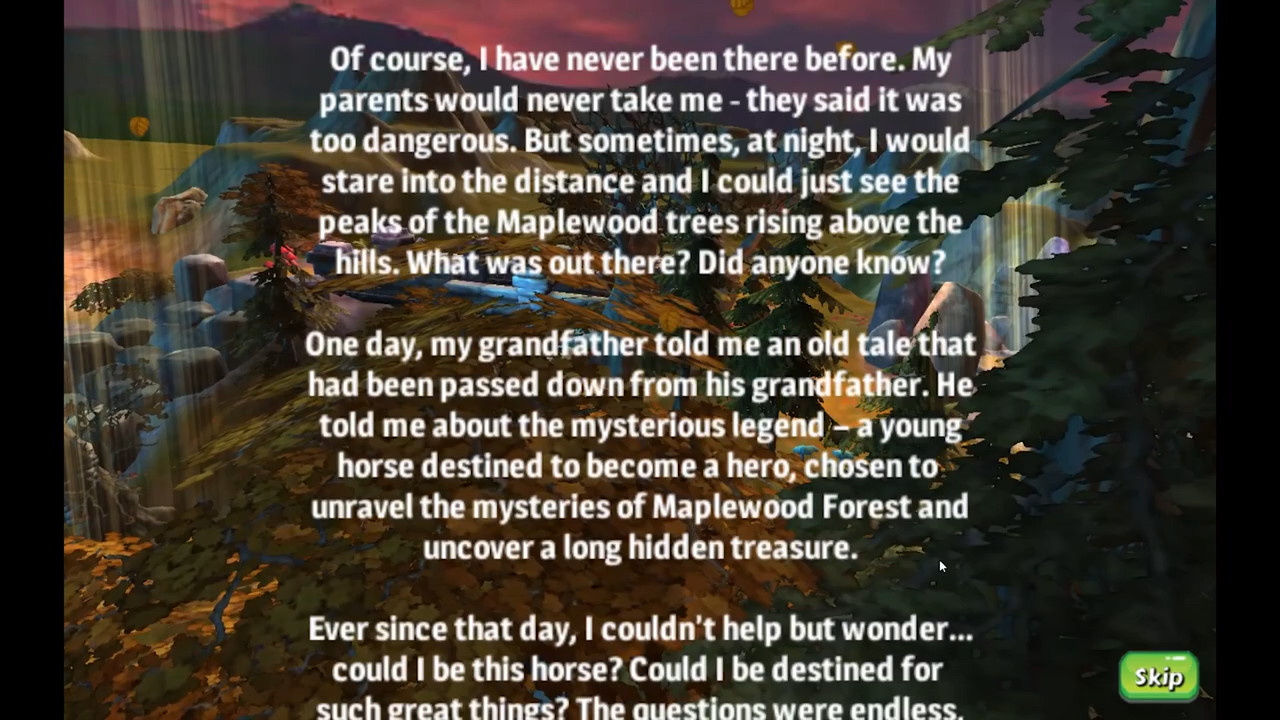 Of course, I have never been there before. My
parents would never take me - they said it was
too dangerous. But sometimes, at night, I would
stare into the distance and I could just see the
peaks of the Maplewood trees rising above the
hills. What was out there? Did anyone know?
One day, my grandfather told me an old tale that
had been passed down from his grandfather. He
told me about the mysterious legend – a young
horse destined to become a hero, chosen to
unravel the mysteries of Maplewood Forest and
uncover a long hidden treasure.
Ever since that day, I couldn't help but wonder...
could I be this horse? Could I be destined for
such great things? The questions were endless.
Skip